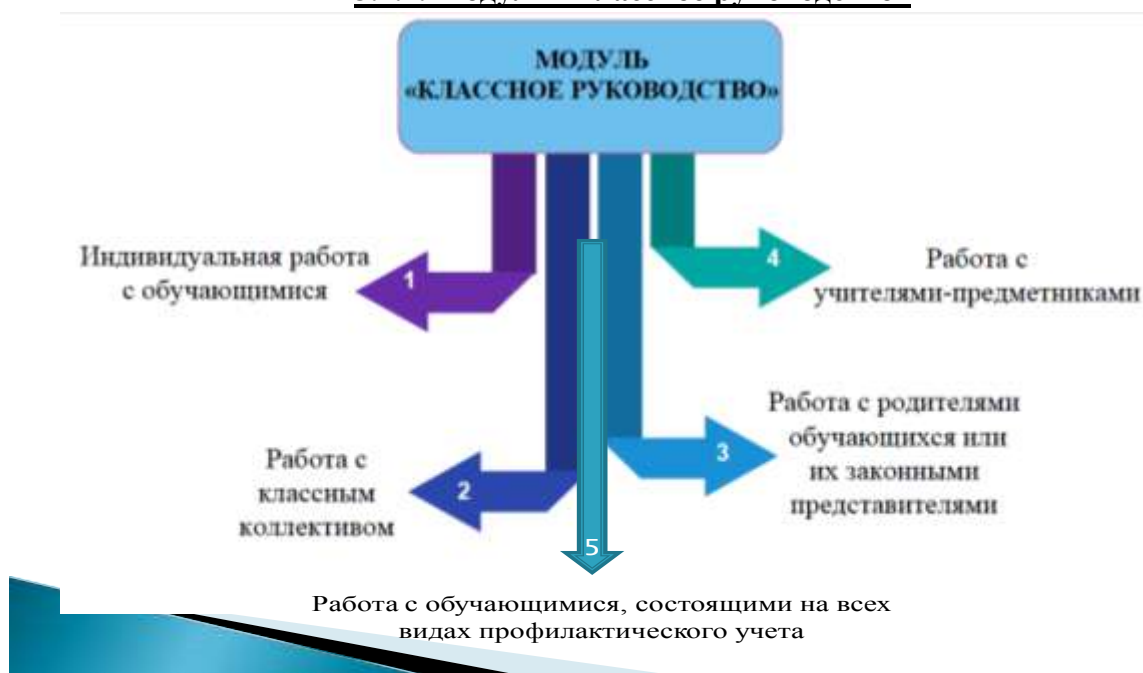 МОДУЛЬ
«КЛАССНОЕ РУКОВОДСТВО»
Индивидуальная работа
с обучающимися
1
4
Работа с
учителями-предметниками
Работа с
классным
коллективом
2
3
Работа с родителями
обучающихся или
их законными
представителями
5
Работа с обучающимися, состоящими на всех
видах профилактического учета